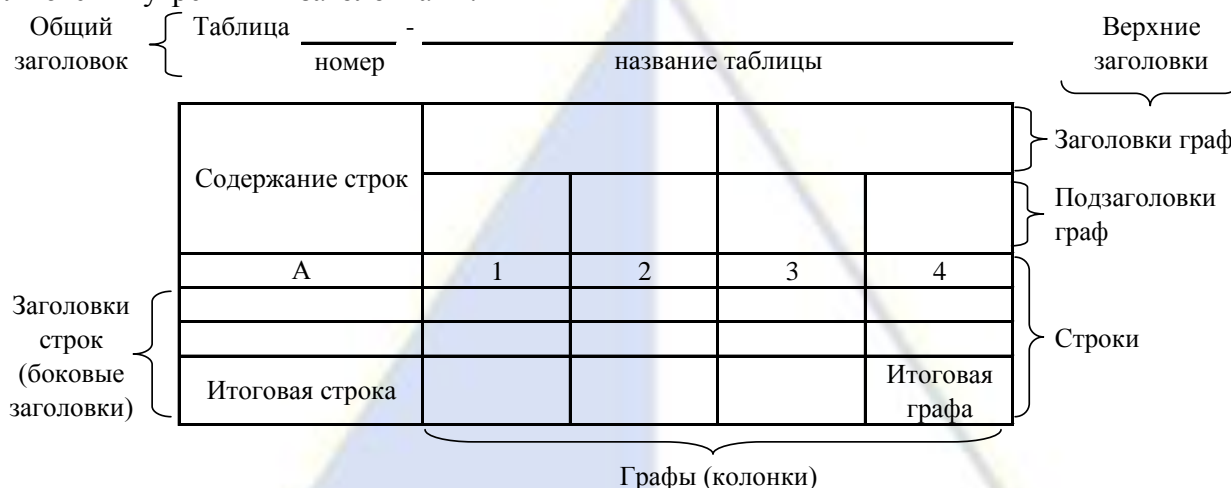 Общий
заголовок
Таблица -
номер
название таблицы
Верхние
заголовки
Содержание строк
Заголовки граф
Подзаголовки
граф
А 1 2 3 4
Заголовки
строк
(боковые
заголовки)
Строки
Итоговая строка
Итоговая
графа
Графы (колонки)